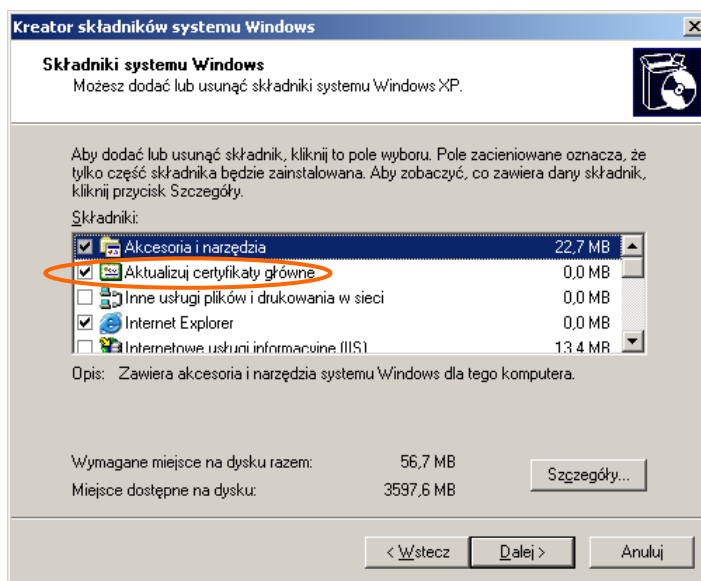 Kreator składników systemu Windows
Składniki systemu Windows
Możesz dodać lub usunąć składniki systemu Windows XP.
Aby dodać lub usunąć składnik, kliknij to pole wyboru. Pole zacieniowane oznacza, że
tylko część składnika będzie zainstalowana. Aby zobaczyć, co zawiera dany składnik,
kliknij przycisk Szczegóły.
Składniki:
Akcesoria i narzędzia 22,7 MB
Aktualizuj certyfikaty główne 0,0 MB
Inne usługi plików i drukowania w sieci 0,0 MB
Internet Explorer 0,0 MB
Internetowe usługi informacyjne (IIS) 13,4 MB
Opis: Zawiera akcesoria i narzędzia systemu Windows dla tego komputera.
Wymagane miejsce na dysku razem: 56,7 MB
Szczegóły...
Miejsce dostępne na dysku: 3597,6 MB
< Wstecz Dalej > Anuluj